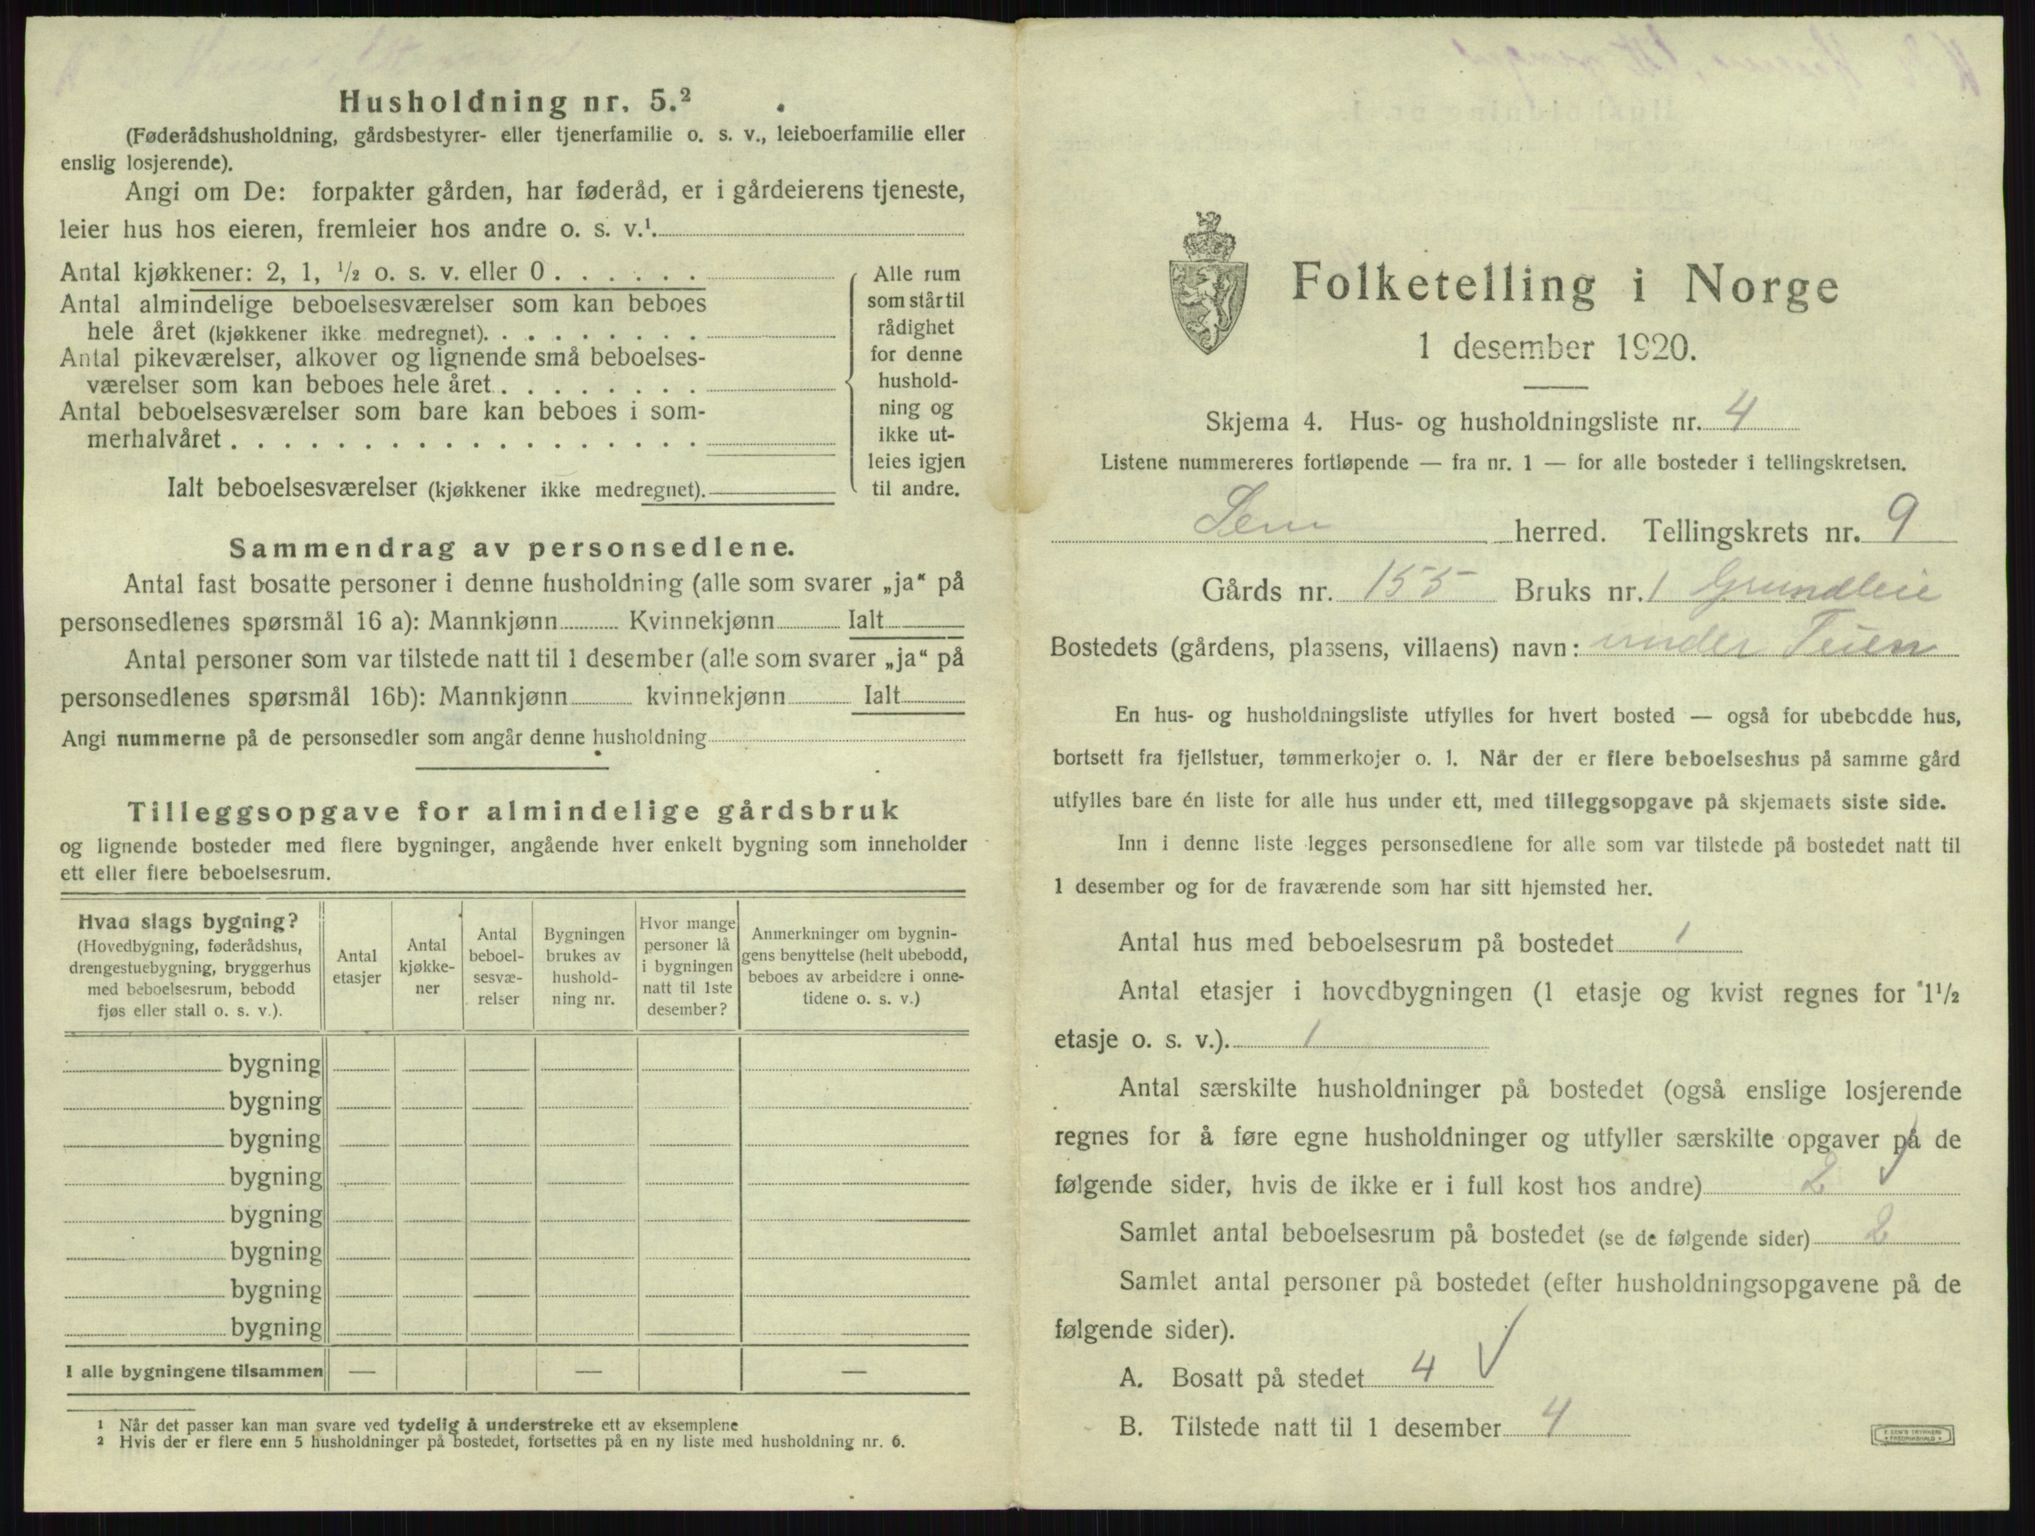 Husholdning nr. 5.²
(Føderådshusholdning, gårdsbestyrer- eller tjenerfamilie o. s. v., leieboerfamilie eller
enslig losjerende).
Angi om De: forpakter gården, har føderåd, er i gårdeierens tjeneste,
leier hus hos eieren, fremleier hos andre o. s. v.¹.
Antal kjøkkener: 2, 1, ½ o. s. v. eller 0 . . . . . .
Antal almindelige beboelsesværelser som kan beboes
hele året (kjøkkener ikke medregnet). . . . . . . . .
Antal pikeværelser, alkover og lignende små beboelses-
værelser som kan beboes hele året . . . . . . . .
Antal beboelsesværelser som bare kan beboes i som-
merhalvåret . . . . . . . . . . . . . . . . . .
Ialt beboelsesværelser (kjøkkener ikke medregnet).
Alle rum
som står til
rådighet
for denne
hushold-
ning og
ikke ut-
leies igjen
til andre.
Sammendrag av personsedlene.
Antal fast bosatte personer i denne husholdning (alle som svarer „ja“ på
personsedlenes spørsmål 16 a): Mannkjønn Kvinnekjønn Ialt
Antal personer som var tilstede natt til 1 desember (alle som svarer „ja“ på
personsedlenes spørsmål 16b): Mannkjønn kvinnekjønn Ialt
Angi nummerne på de personsedler som angår denne husholdning
Tilleggsopgave for almindelige gårdsbruk
og lignende bosteder med flere bygninger, angående hver enkelt bygning som inneholder
ett eller flere beboelsesrum.
Hvad slags bygning?
(Hovedbygning, føderådshus,
drengestuebygning, bryggerhus
med beboelsesrum, bebodd
fjøs eller stall o. s. v.).
Antal
etasjer
Antal
kjøkke-
ner
Antal
beboel-
sesvæ-
relser
Bygningen
brukes av
hushold-
ning nr.
Hvor mange
personer lå
i bygningen
natt til 1ste
desember?
Anmerkninger om bygnin-
gens benyttelse (helt ubebodd,
beboes av arbeidere i onne-
tidene o. s. v.)
bygning
bygning
bygning
bygning
bygning
bygning
bygning
bygning
I alle bygningene tilsammen — — —
¹ Når det passer kan man svare ved tydelig å understreke ett av eksemplene
² Hvis der er flere enn 5 husholdninger på bostedet, fortsettes på en ny liste med husholdning nr. 6.
Folketelling i Norge
1 desember 1920.
Skjema 4. Hus- og husholdningsliste nr. 4
Listene nummereres fortløpende — fra nr. 1 — for alle bosteder i tellingskretsen.
Sem herred. Tellingskrets nr. 9
Gårds nr. 155 Bruks nr. 1 Grundleie
Bostedets (gårdens, plassens, villaens) navn: under Teien
En hus- og husholdningsliste utfylles for hvert bosted — også for ubebodde hus,
bortsett fra fjellstuer, tømmerkojer o. l. Når der er flere beboelseshus på samme gård
utfylles bare én liste for alle hus under ett, med tilleggsopgave på skjemaets siste side.
Inn i denne liste legges personsedlene for alle som var tilstede på bostedet natt til
1 desember og for de fraværende som har sitt hjemsted her.
Antal hus med beboelsesrum på bostedet 1
Antal etasjer i hovedbygningen (1 etasje og kvist regnes for 1½
etasje o. s. v.). 1
Antal særskilte husholdninger på bostedet (også enslige losjerende
regnes for å føre egne husholdninger og utfyller særskilte opgaver på de
følgende sider, hvis de ikke er i full kost hos andre) 2 ✓
Samlet antal beboelsesrum på bostedet (se de følgende sider) 2
Samlet antal personer på bostedet (efter husholdningsopgavene på de
følgende sider).
A. Bosatt på stedet 4 ✓
B. Tilstede natt til 1 desember 4